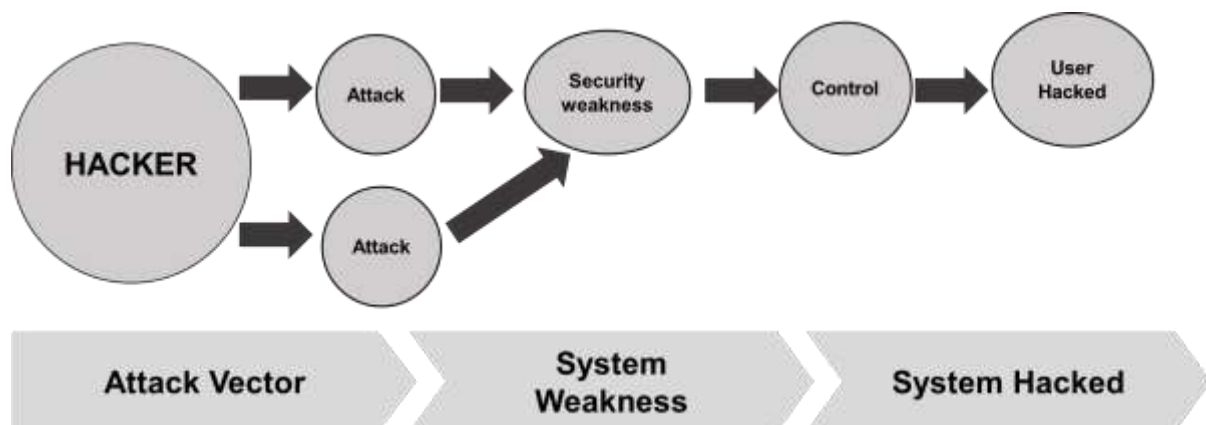 HACKER
Attack
Attack
Security
weakness
Control
User
Hacked
Attack Vector
System
Weakness
System Hacked